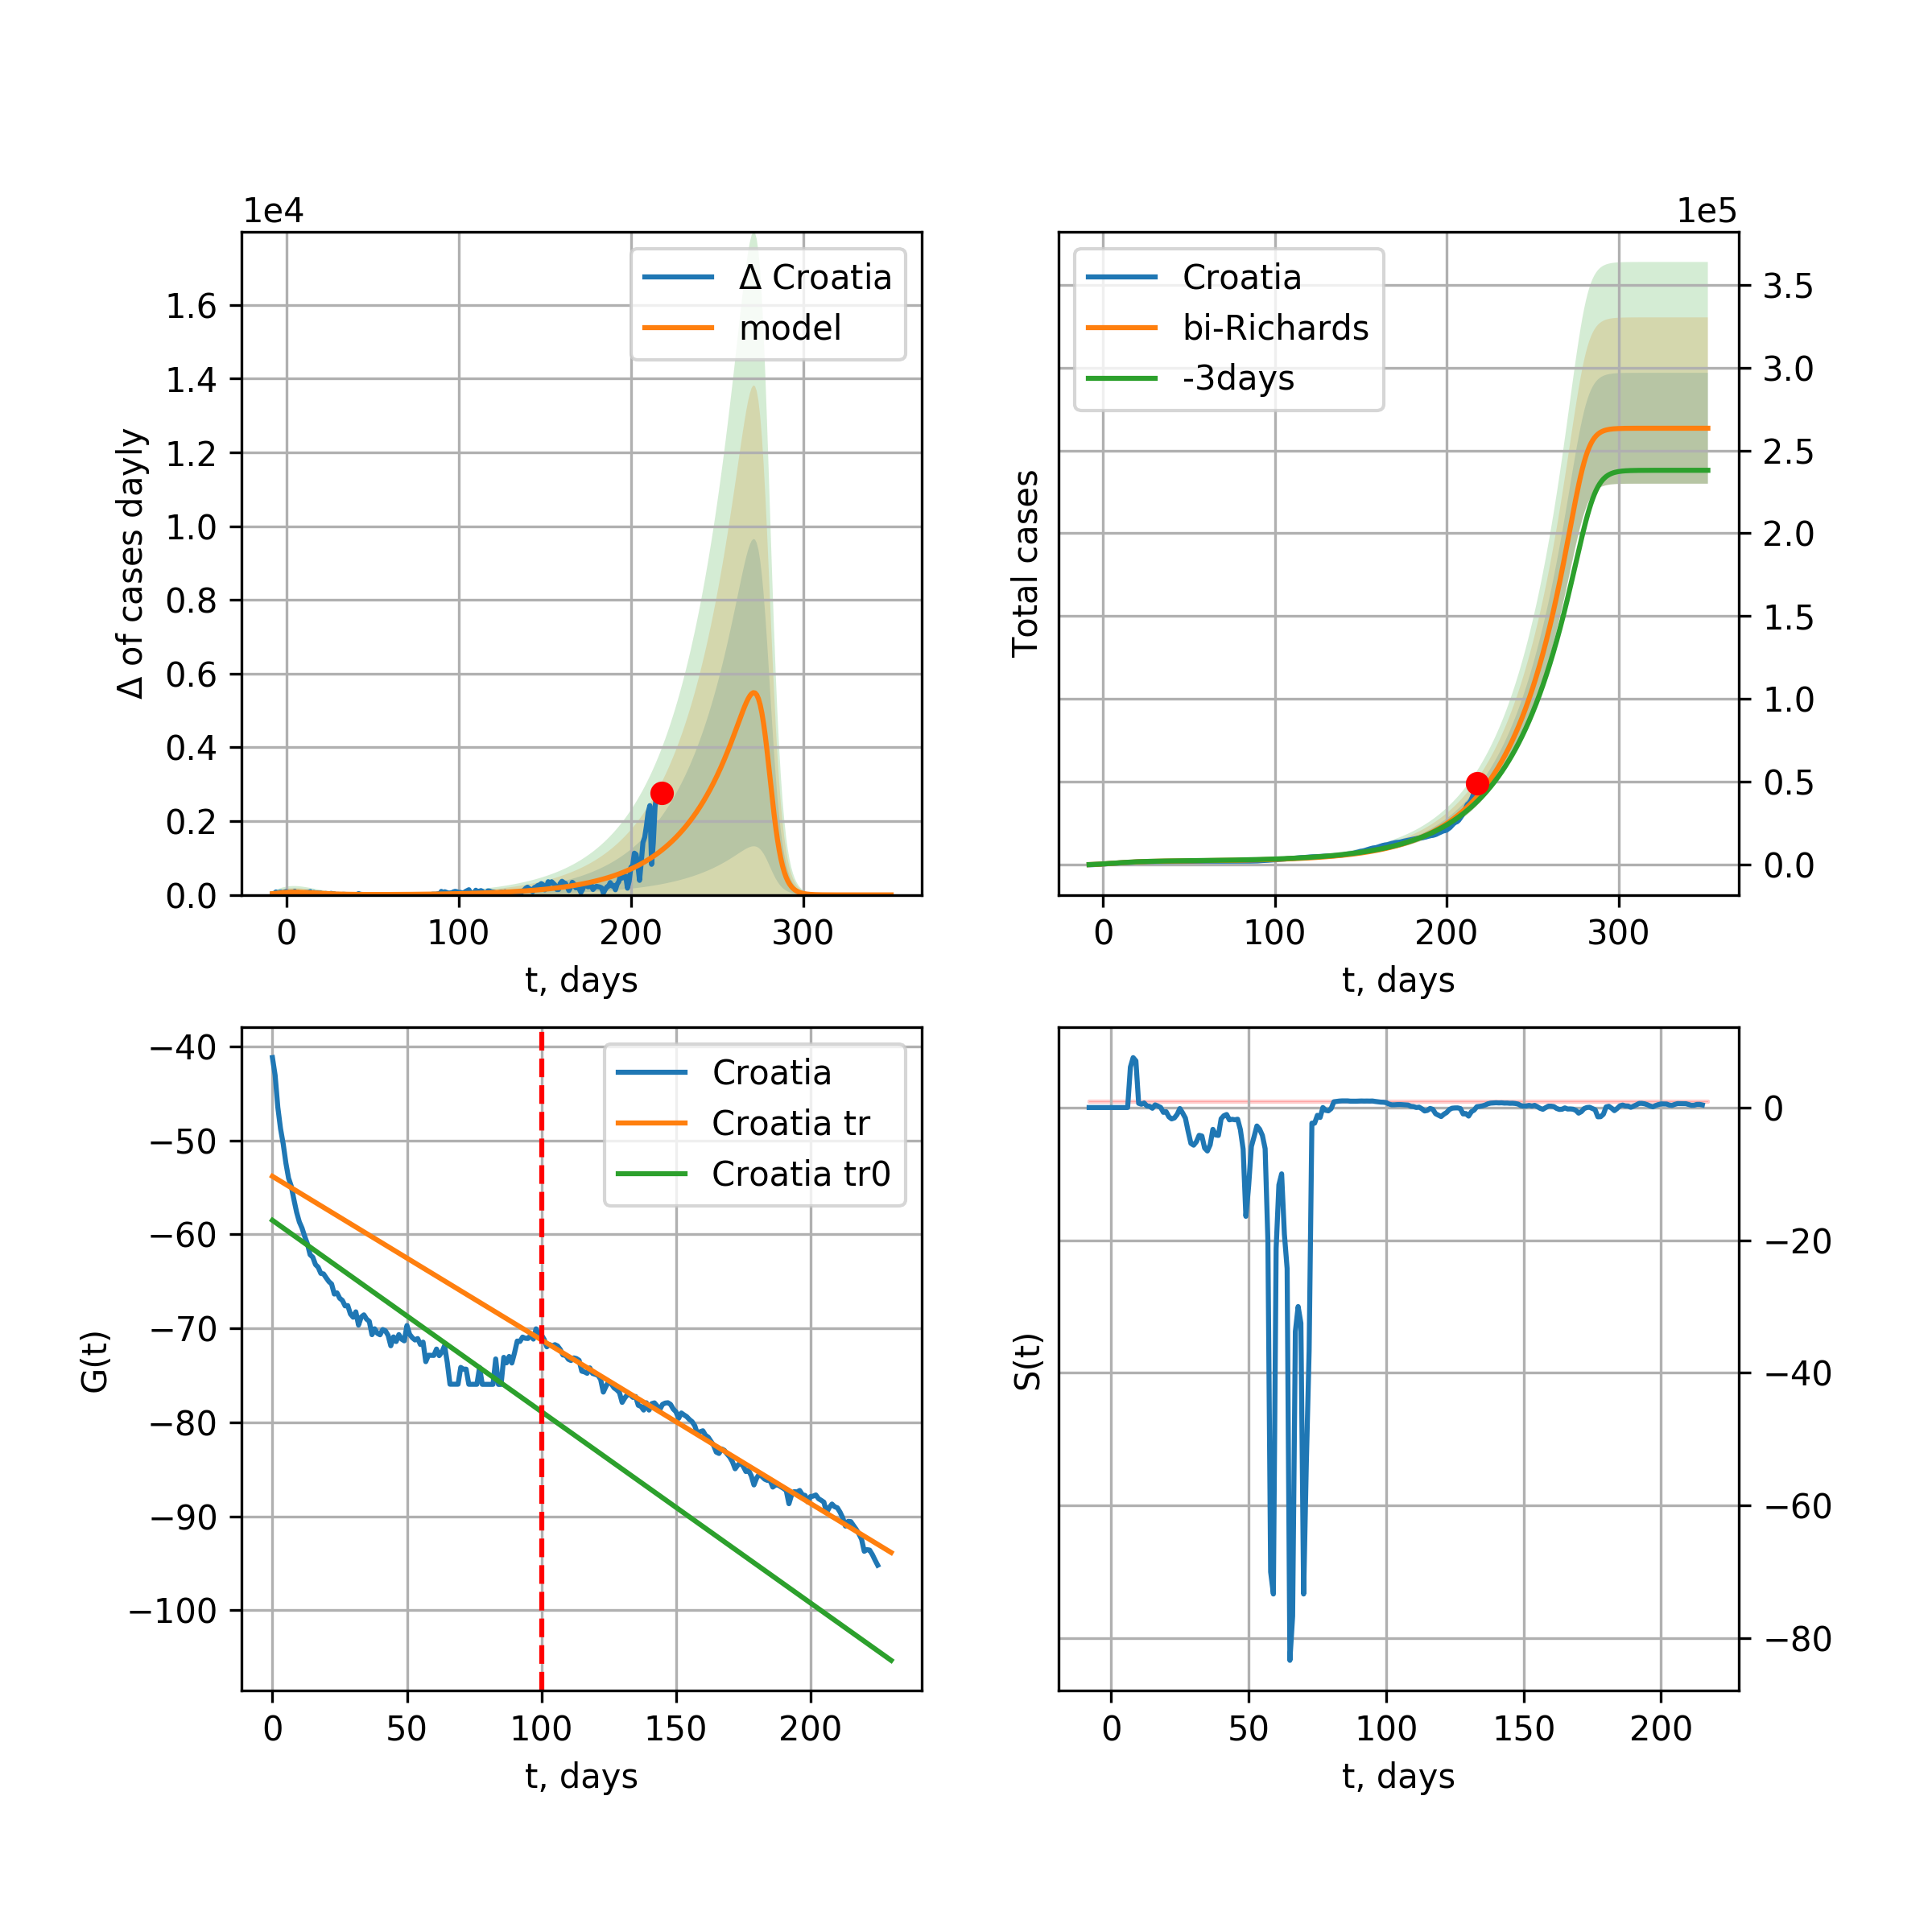 1e4
Δ of cases dayly
1.6
1.4
1.2
1.0
0.8
0.6
0.4
0.2
0.0
0
100
200
300
t, days
Δ Croatia
model
1e5
Total cases
Croatia
bi-Richards
-3days
3.5
3.0
2.5
2.0
1.5
1.0
0.5
0.0
0
100
200
300
t, days
G(t)
−40
−50
−60
−70
−80
−90
−100
Croatia
Croatia tr
Croatia tr0
0
50
100
150
200
t, days
S(t)
0
−20
−40
−60
−80
0
50
100
150
200
t, days